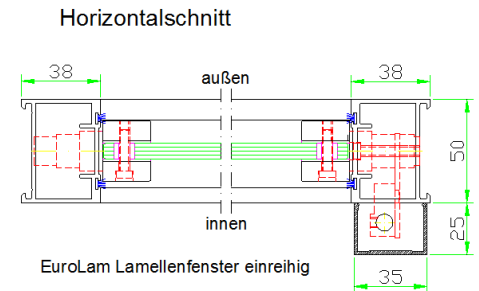 Horizontalschnitt
38
38
außen
50
innen
25
EuroLam Lamellenfenster einreihig
35